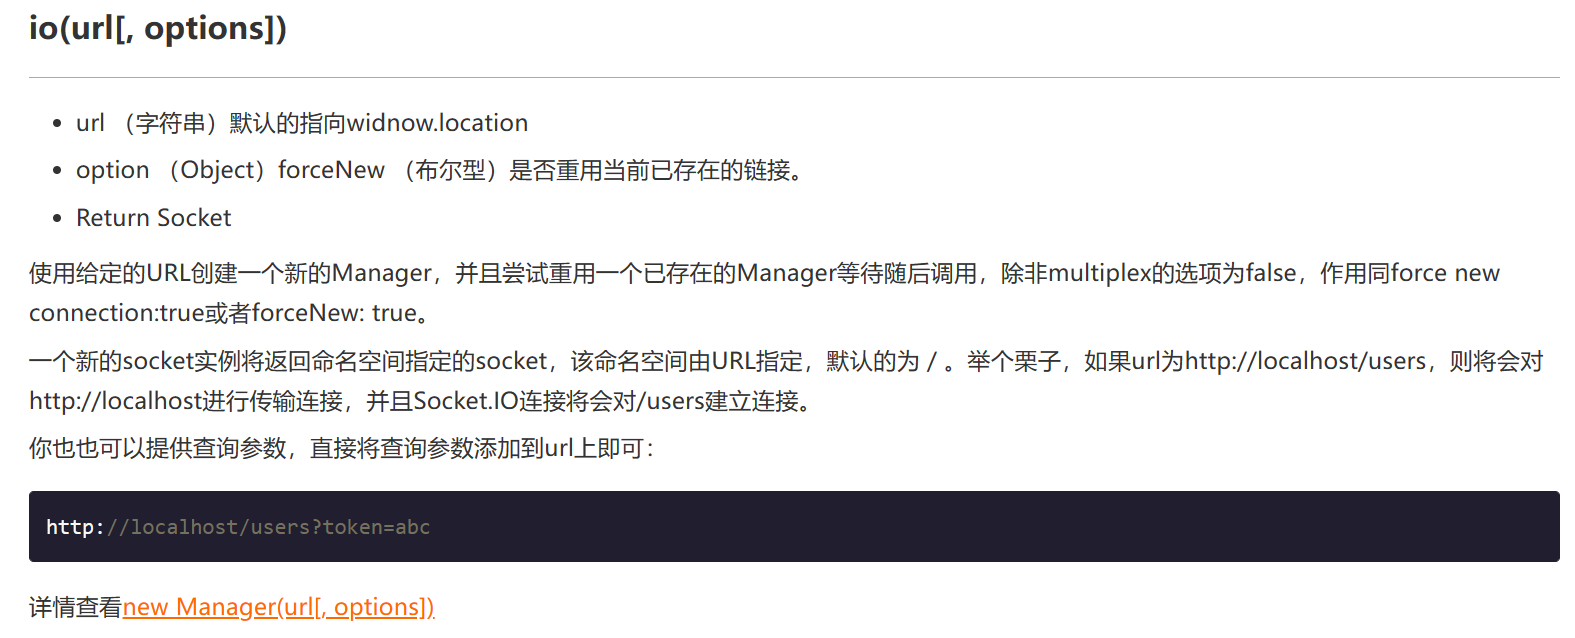 io(url[, options])
url （字符串）默认的指向widnow.location
option （Object）forceNew （布尔型）是否重用当前已存在的链接。
Return Socket
使用给定的URL创建一个新的Manager，并且尝试重用一个已存在的Manager等待随后调用，除非multiplex的选项为false，作用同force new
connection:true或者forceNew: true。
一个新的socket实例将返回命名空间指定的socket，该命名空间由URL指定，默认的为 / 。举个栗子，如果url为http://localhost/users，则将会对
http://localhost进行传输连接，并且Socket.IO连接将会对/users建立连接。
你也也可以提供查询参数，直接将查询参数添加到url上即可：
http://localhost/users?token=abc
详情查看new Manager(url[, options])